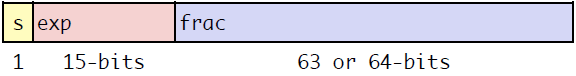 s exp frac
1 15-bits 63 or 64-bits